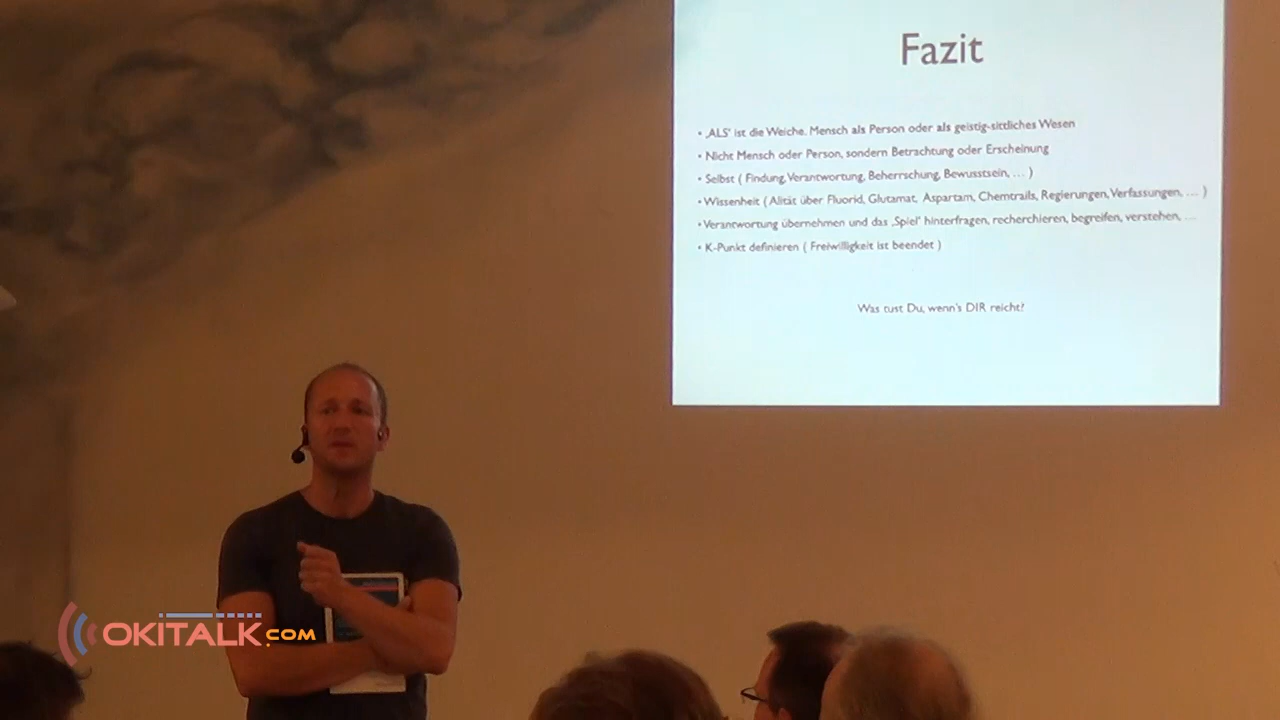 Fazit
• ‚ALS' ist die Weiche. Mensch als Person oder als geistig-sittliches Wesen
• Nicht Mensch oder Person, sondern Betrachtung oder Erscheinung
• Selbst ( Findung, Verantwortung, Beherrschung, Bewusstsein, … )
• Wissenheit ( Alität über Fluorid, Glutamat, Aspartam, Chemtrails, Regierungen, Verfassungen, … )
• Verantwortung übernehmen und das ‚Spiel' hinterfragen, recherchieren, begreifen, verstehen, …
• K-Punkt definieren ( Freiwilligkeit ist beendet )
Was tust Du, wenn's DIR reicht?
OKITALK.COM